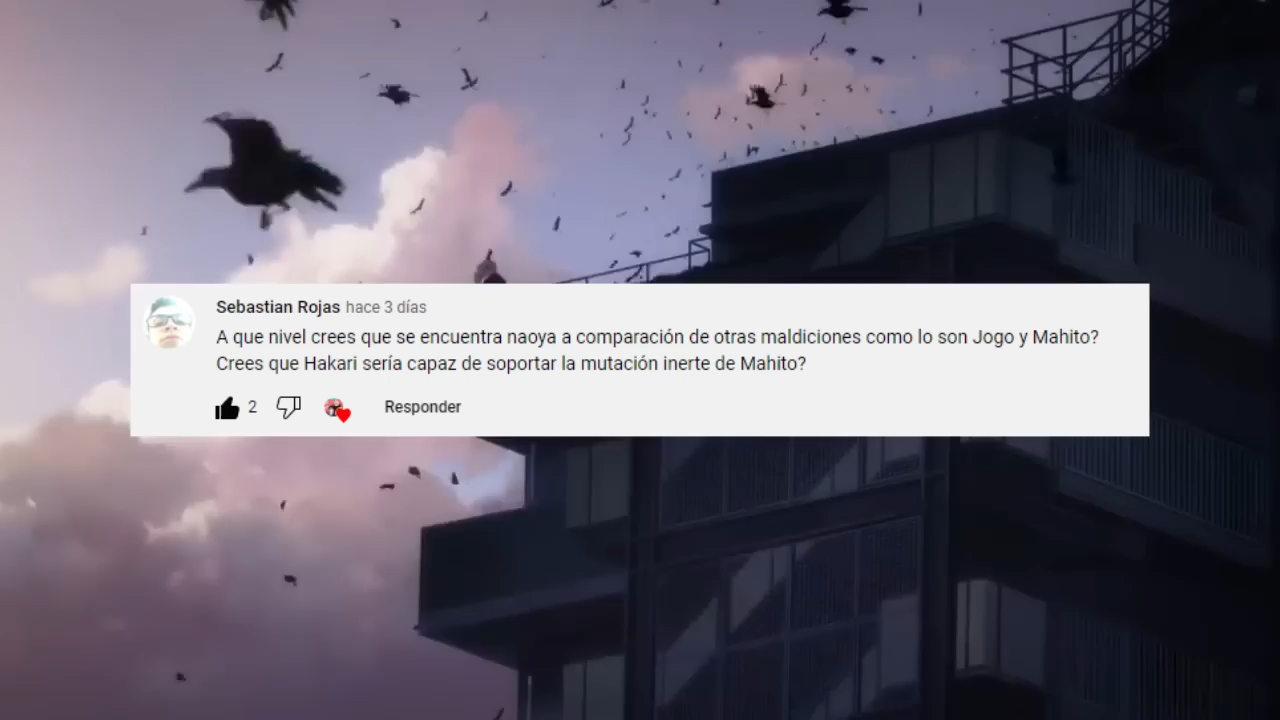 Sebastian Rojas hace 3 días
A que nivel crees que se encuentra naoya a comparación de otras maldiciones como lo son Jogo y Mahito?
Crees que Hakari sería capaz de soportar la mutación inerte de Mahito?
2 Responder